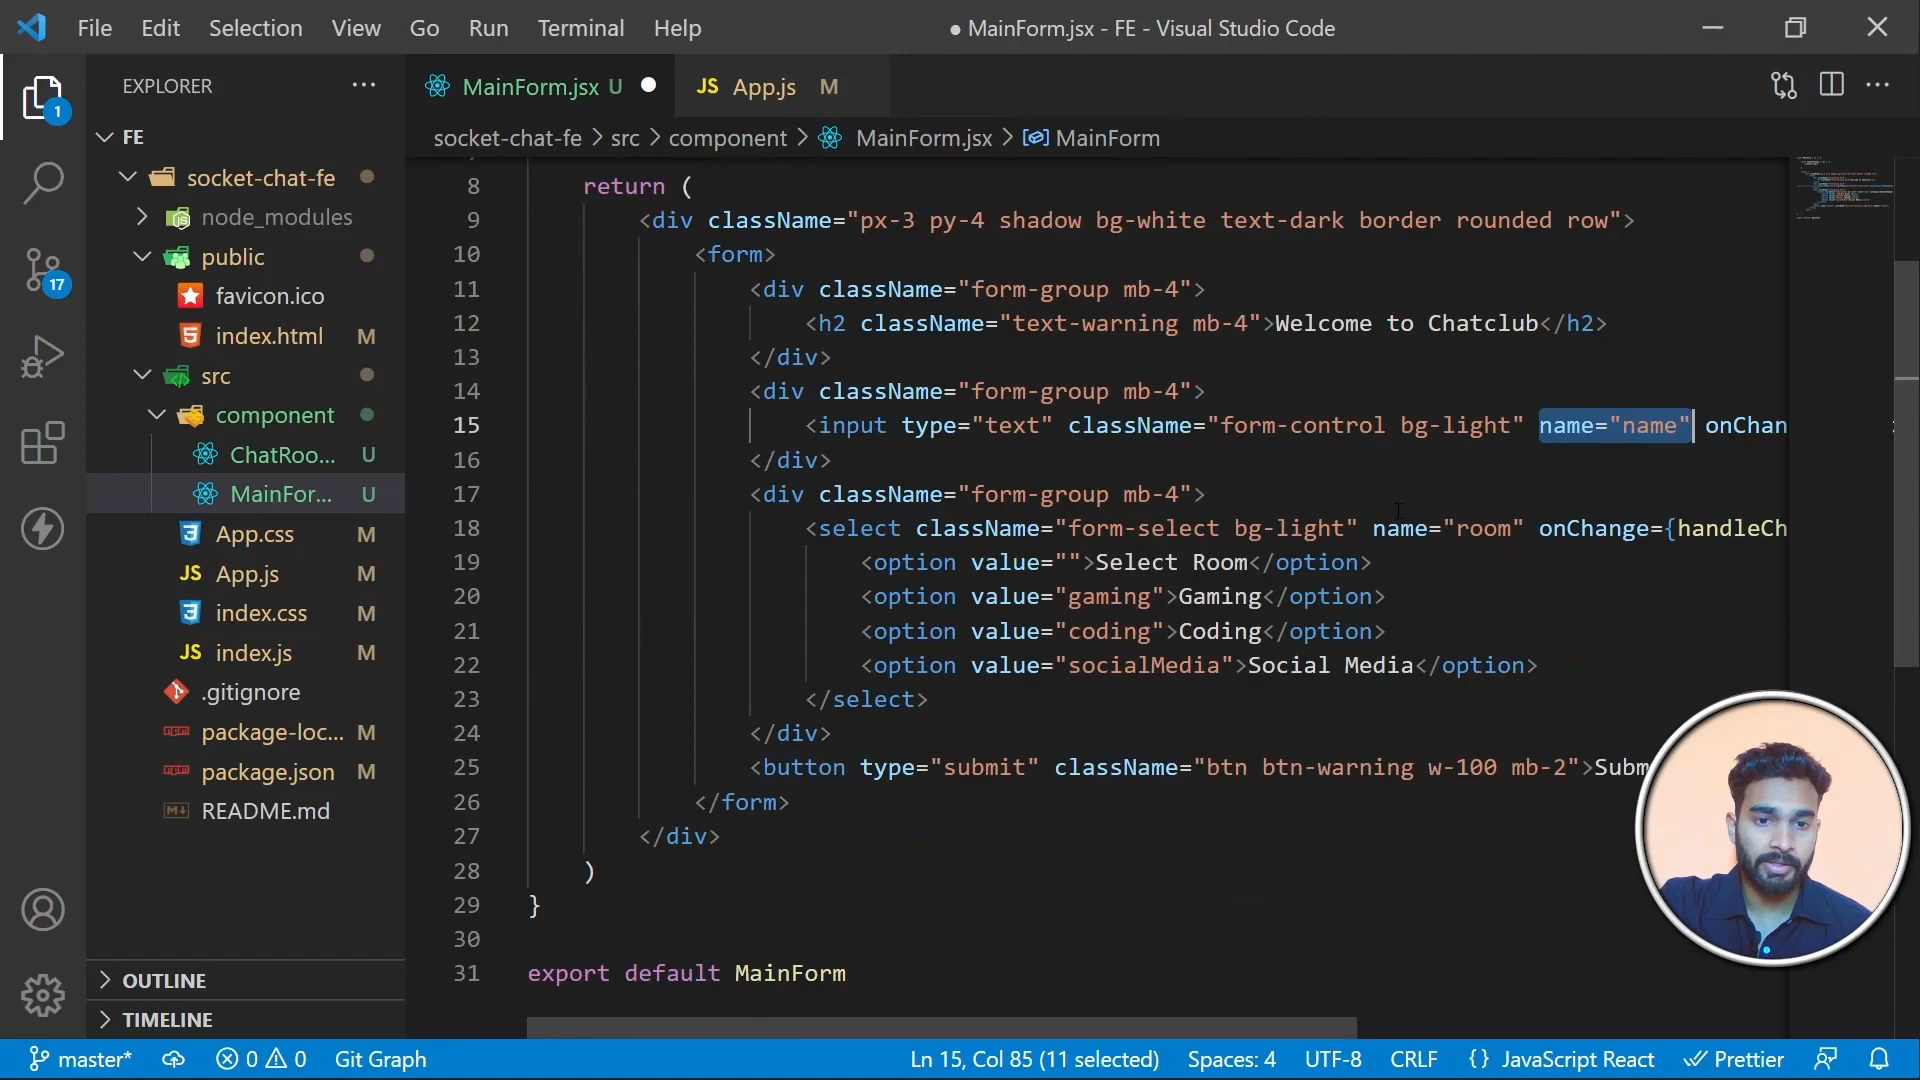 File Edit Selection View Go Run Terminal Help ● MainForm.jsx - FE - Visual Studio Code
1
17
EXPLORER ···
FE
socket-chat-fe
node_modules
public
favicon.ico
index.html M
src
component
ChatRoo... U
MainFor... U
App.css M
JS App.js M
index.css M
JS index.js M
.gitignore
package-loc... M
package.json M
README.md
OUTLINE
TIMELINE
MainForm.jsx U ● JS App.js M
socket-chat-fe > src > component > MainForm.jsx > MainForm
8 return (
9 <div className="px-3 py-4 shadow bg-white text-dark border rounded row">
10 <form>
11 <div className="form-group mb-4">
12 <h2 className="text-warning mb-4">Welcome to Chatclub</h2>
13 </div>
14 <div className="form-group mb-4">
15 <input type="text" className="form-control bg-light" name="name" onChan
16 </div>
17 <div className="form-group mb-4">
18 <select className="form-select bg-light" name="room" onChange={handleCh
19 <option value="">Select Room</option>
20 <option value="gaming">Gaming</option>
21 <option value="coding">Coding</option>
22 <option value="socialMedia">Social Media</option>
23 </select>
24 </div>
25 <button type="submit" className="btn btn-warning w-100 mb-2">Subm
26 </form>
27 </div>
28 )
29 }
30
31 export default MainForm
master* 0 0 Git Graph Ln 15, Col 85 (11 selected) Spaces: 4 UTF-8 CRLF {} JavaScript React Prettier